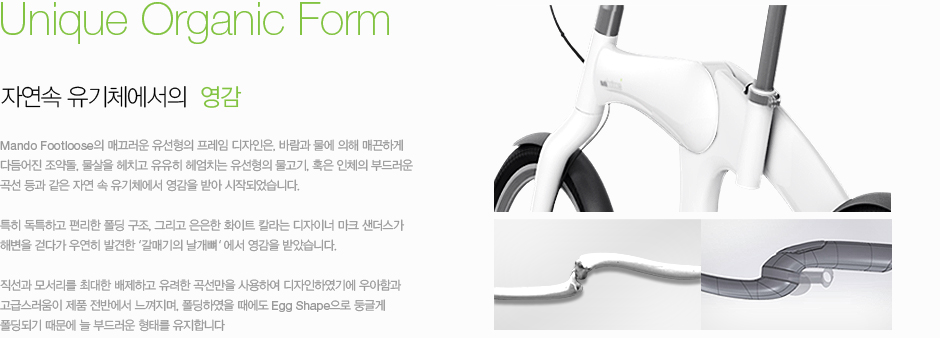 Unique Organic Form
자연속 유기체에서의 영감
Mando Footloose의 매끄러운 유선형의 프레임 디자인은, 바람과 물에 의해 매끈하게
다듬어진 조약돌, 물살을 헤치고 유유히 헤엄치는 유선형의 물고기, 혹은 인체의 부드러운
곡선 등과 같은 자연 속 유기체에서 영감을 받아 시작되었습니다.
특히 독특하고 편리한 폴딩 구조, 그리고 은은한 화이트 칼라는 디자이너 마크 샌더스가
해변을 걷다가 우연히 발견한 ‘갈매기의 날개뼈’ 에서 영감을 받았습니다.
직선과 모서리를 최대한 배제하고 유려한 곡선만을 사용하여 디자인하였기에 우아함과
고급스러움이 제품 전반에서 느껴지며, 폴딩하였을 때에도 Egg Shape으로 둥글게
폴딩되기 때문에 늘 부드러운 형태를 유지합니다